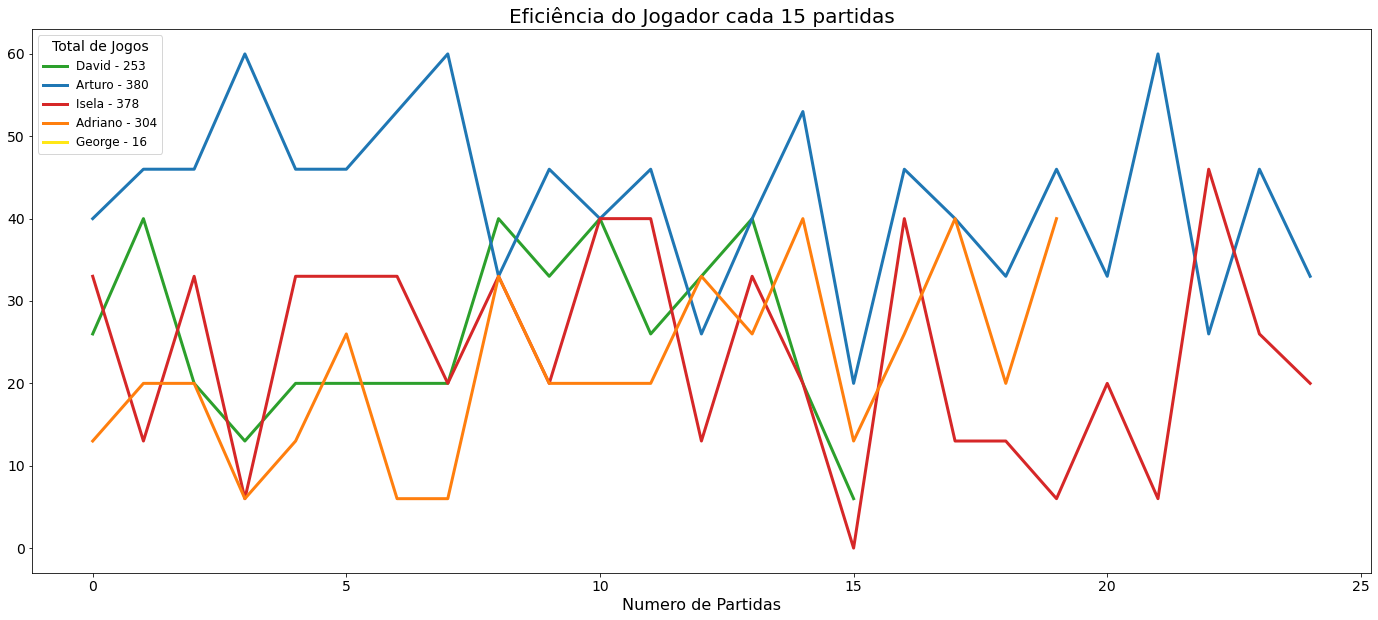 Eficiência do Jogador cada 15 partidas
Total de Jogos
David - 253
Arturo - 380
Isela - 378
Adriano - 304
George - 16
60
50
40
30
20
10
0
0 5 10 15 20 25
Numero de Partidas